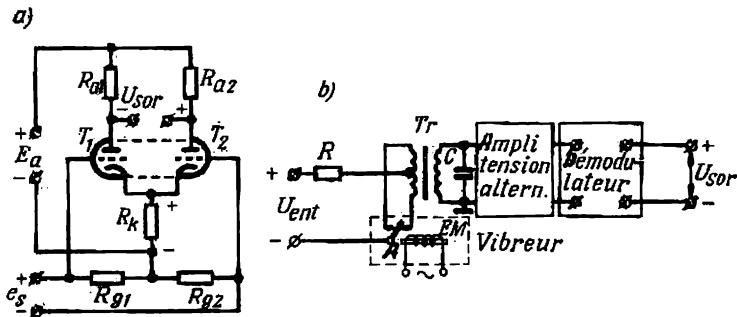 a)
Ra1
Ra2
Usor
- +
T1
T2
+
Ea
-
Rk
+
-
+
es
-
Rg1
Rg2
b)
Tr
R
+
Uent
-
C
Ampli
tension
altern.
Démodu-
lateur
+
Usor
-
A
EM
Vibreur
~